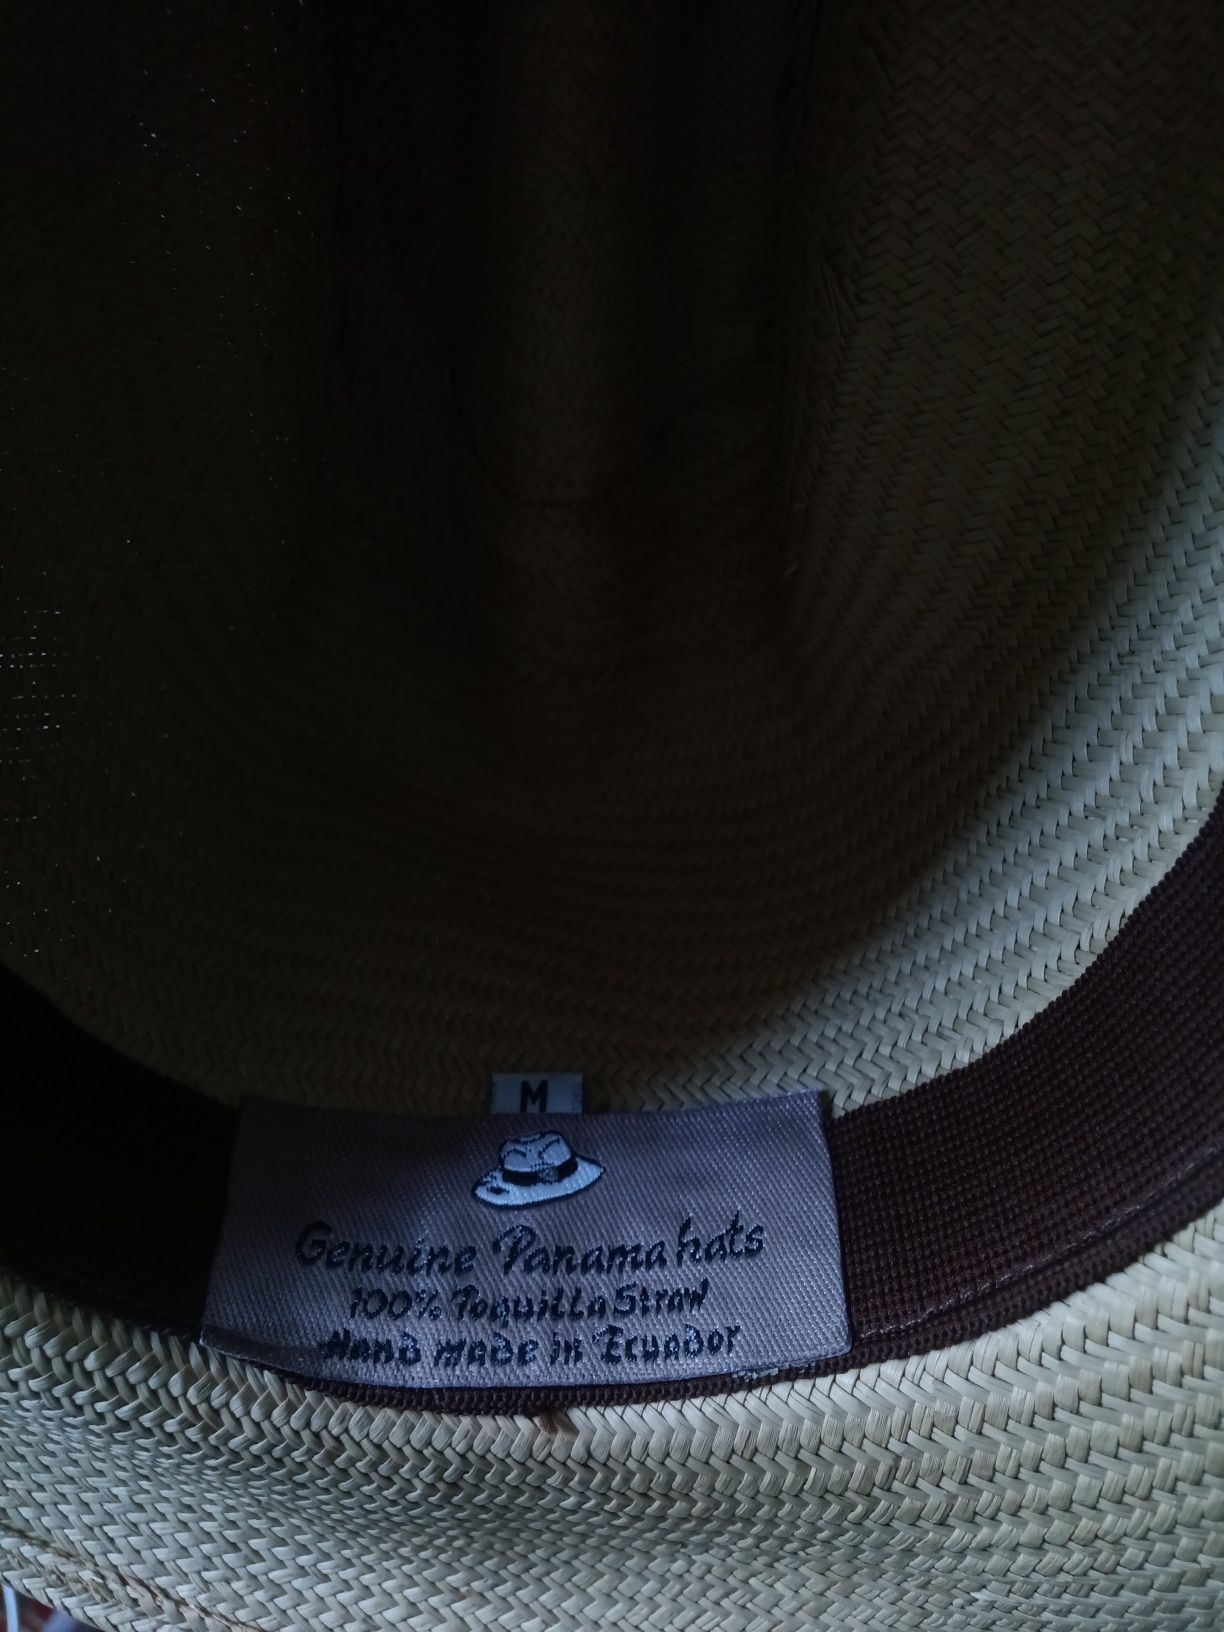 M
Genuine Panama hats
100% Toquilla Straw
Hand made in Ecuador